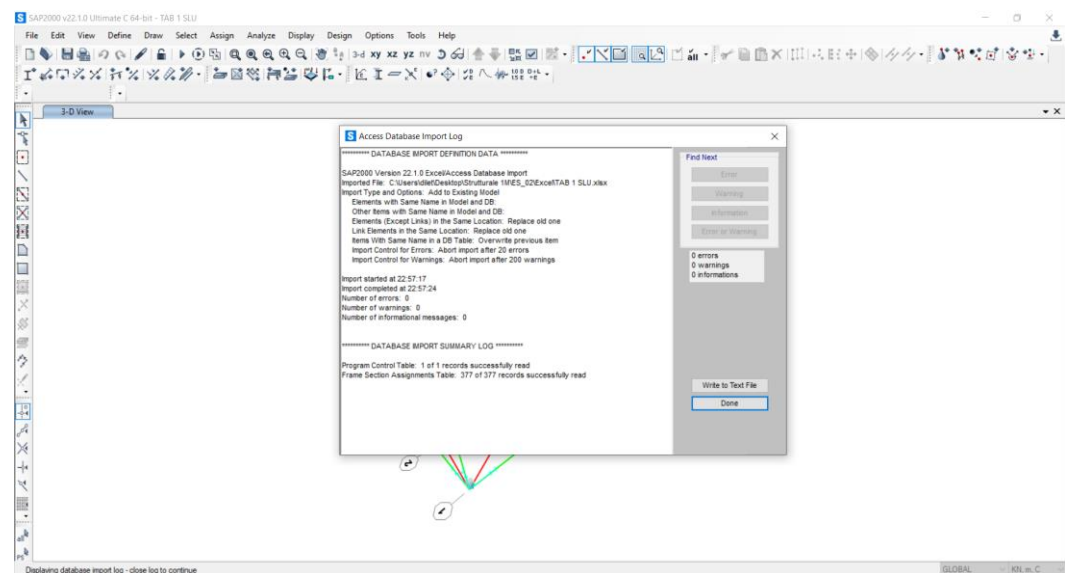 SAP2000 v22.1.0 Ultimate C 64-bit - TAB 1 SLU
File Edit View Define Draw Select Assign Analyze Display Design Options Tools Help
3-d xy xz yz nv
all
3-D View
Access Database Import Log
********** DATABASE IMPORT DEFINITION DATA **********
SAP2000 Version 22.1.0 Excel/Access Database Import
Imported File: C:\Users\dilet\Desktop\Strutturale 1M\ES_02\Excel\TAB 1 SLU.xlsx
Import Type and Options: Add to Existing Model
Elements with Same Name in Model and DB:
Other Items with Same Name in Model and DB:
Elements (Except Links) in the Same Location: Replace old one
Link Elements in the Same Location: Replace old one
Items With Same Name in a DB Table: Overwrite previous item
Import Control for Errors: Abort import after 20 errors
Import Control for Warnings: Abort import after 200 warnings
Import started at 22:57:17
Import completed at 22:57:24
Number of errors: 0
Number of warnings: 0
Number of informational messages: 0
********** DATABASE IMPORT SUMMARY LOG **********
Program Control Table: 1 of 1 records successfully read
Frame Section Assignments Table: 377 of 377 records successfully read
Find Next
Error
Warning
Information
Error or Warning
0 errors
0 warnings
0 informations
Write to Text File
Done
Displaying database import log - close log to continue
GLOBAL
KN, m, C